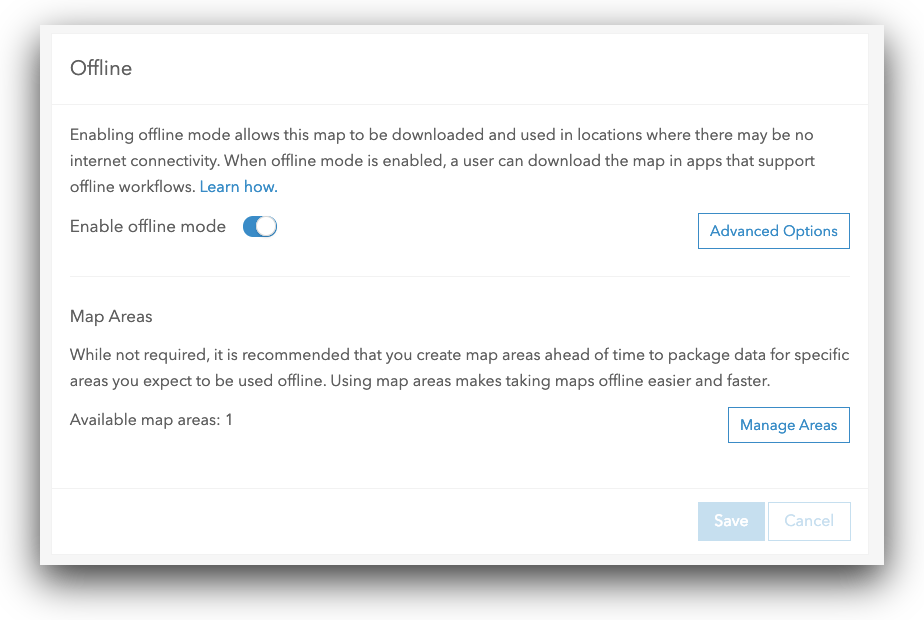 Offline
Enabling offline mode allows this map to be downloaded and used in locations where there may be no
internet connectivity. When offline mode is enabled, a user can download the map in apps that support
offline workflows. Learn how.
Enable offline mode
Advanced Options
Map Areas
While not required, it is recommended that you create map areas ahead of time to package data for specific
areas you expect to be used offline. Using map areas makes taking maps offline easier and faster.
Available map areas: 1
Manage Areas
Save
Cancel